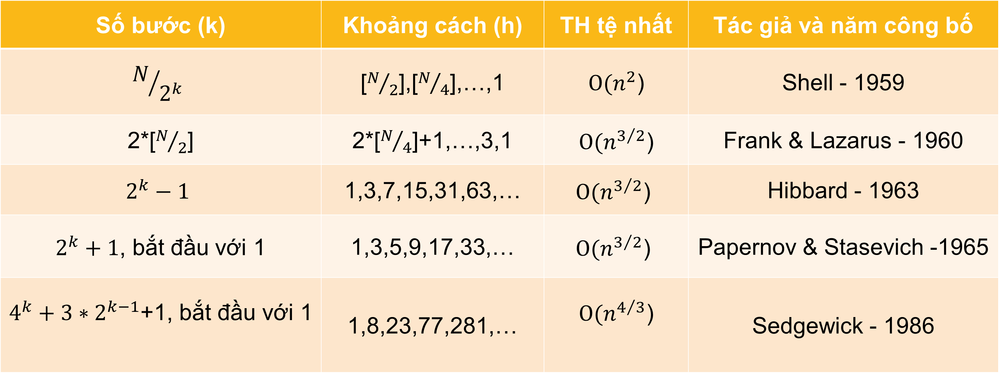 Số bước (k) Khoảng cách (h) TH tệ nhất Tác giả và năm công bố
N/2^k [N/2],[N/4],…,1 O(n^2) Shell - 1959
2*[N/2] 2*[N/4]+1,…,3,1 O(n^3/2) Frank & Lazarus - 1960
2^k − 1 1,3,7,15,31,63,… O(n^3/2) Hibbard - 1963
2^k + 1, bắt đầu với 1 1,3,5,9,17,33,… O(n^3/2) Papernov & Stasevich -1965
4^k + 3 ∗ 2^k−1+1, bắt đầu với 1 1,8,23,77,281,… O(n^4/3) Sedgewick - 1986